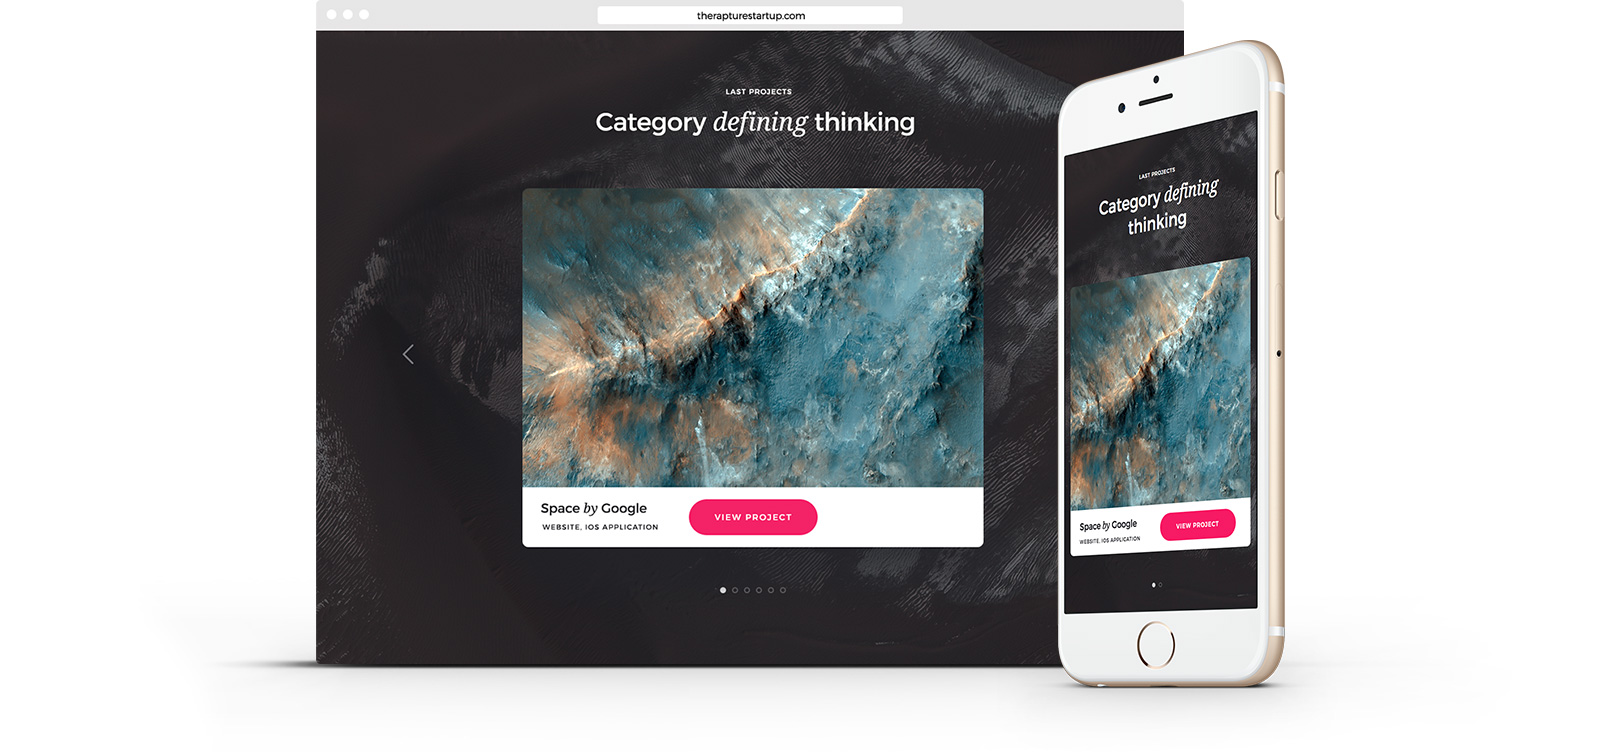 therapturestartup.com
LAST PROJECTS
Category defining thinking
Space by Google
WEBSITE, IOS APPLICATION
VIEW PROJECT
LAST PROJECTS
Category defining
thinking
Space by Google
WEBSITE, IOS APPLICATION
VIEW PROJECT